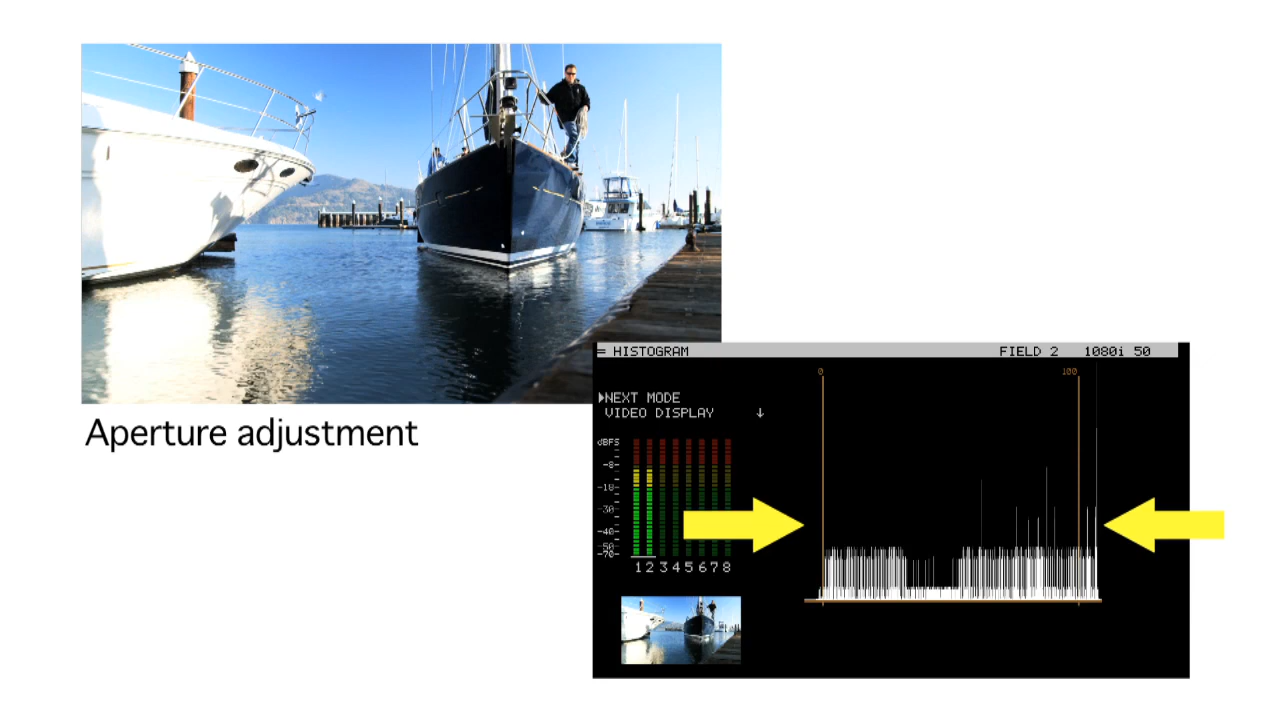 Aperture adjustment
= HISTOGRAM FIELD 2 1080i 50
0 100
▶NEXT MODE
VIDEO DISPLAY ↓
dBFS
-8-
-18-
-30-
-40-
-50-
-70-
1 2 3 4 5 6 7 8